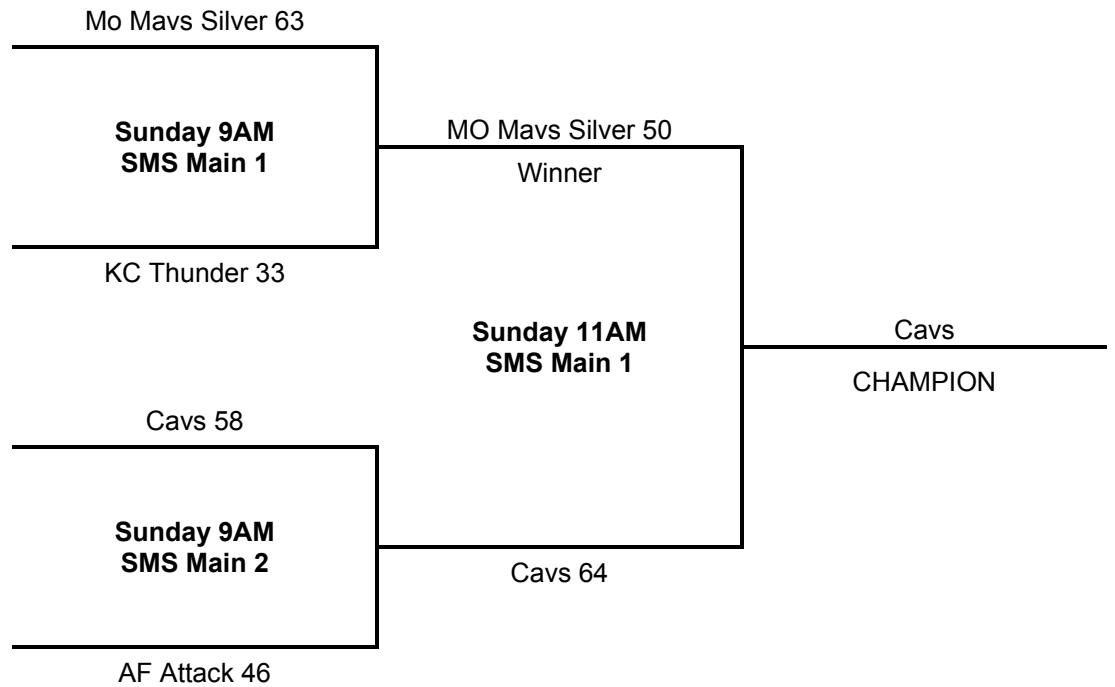 Mo Mavs Silver 63
Sunday 9AM
SMS Main 1
KC Thunder 33
MO Mavs Silver 50
Winner
Sunday 11AM
SMS Main 1
Cavs
CHAMPION
Cavs 58
Sunday 9AM
SMS Main 2
AF Attack 46
Cavs 64